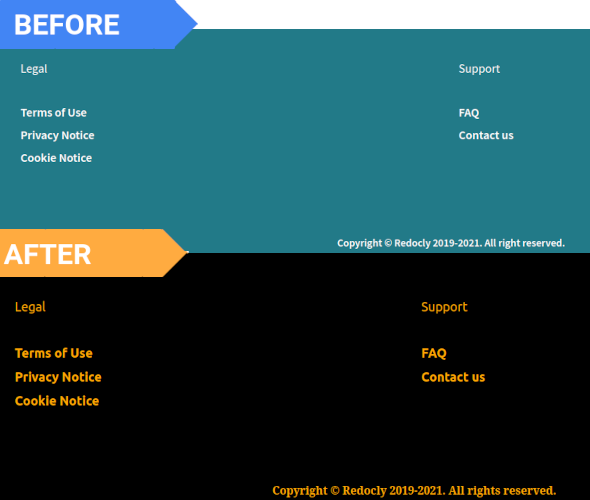 BEFORE
Legal
Support
Terms of Use
FAQ
Privacy Notice
Contact us
Cookie Notice
Copyright © Redocly 2019-2021. All right reserved.
AFTER
Legal
Support
Terms of Use
FAQ
Privacy Notice
Contact us
Cookie Notice
Copyright © Redocly 2019-2021. All rights reserved.